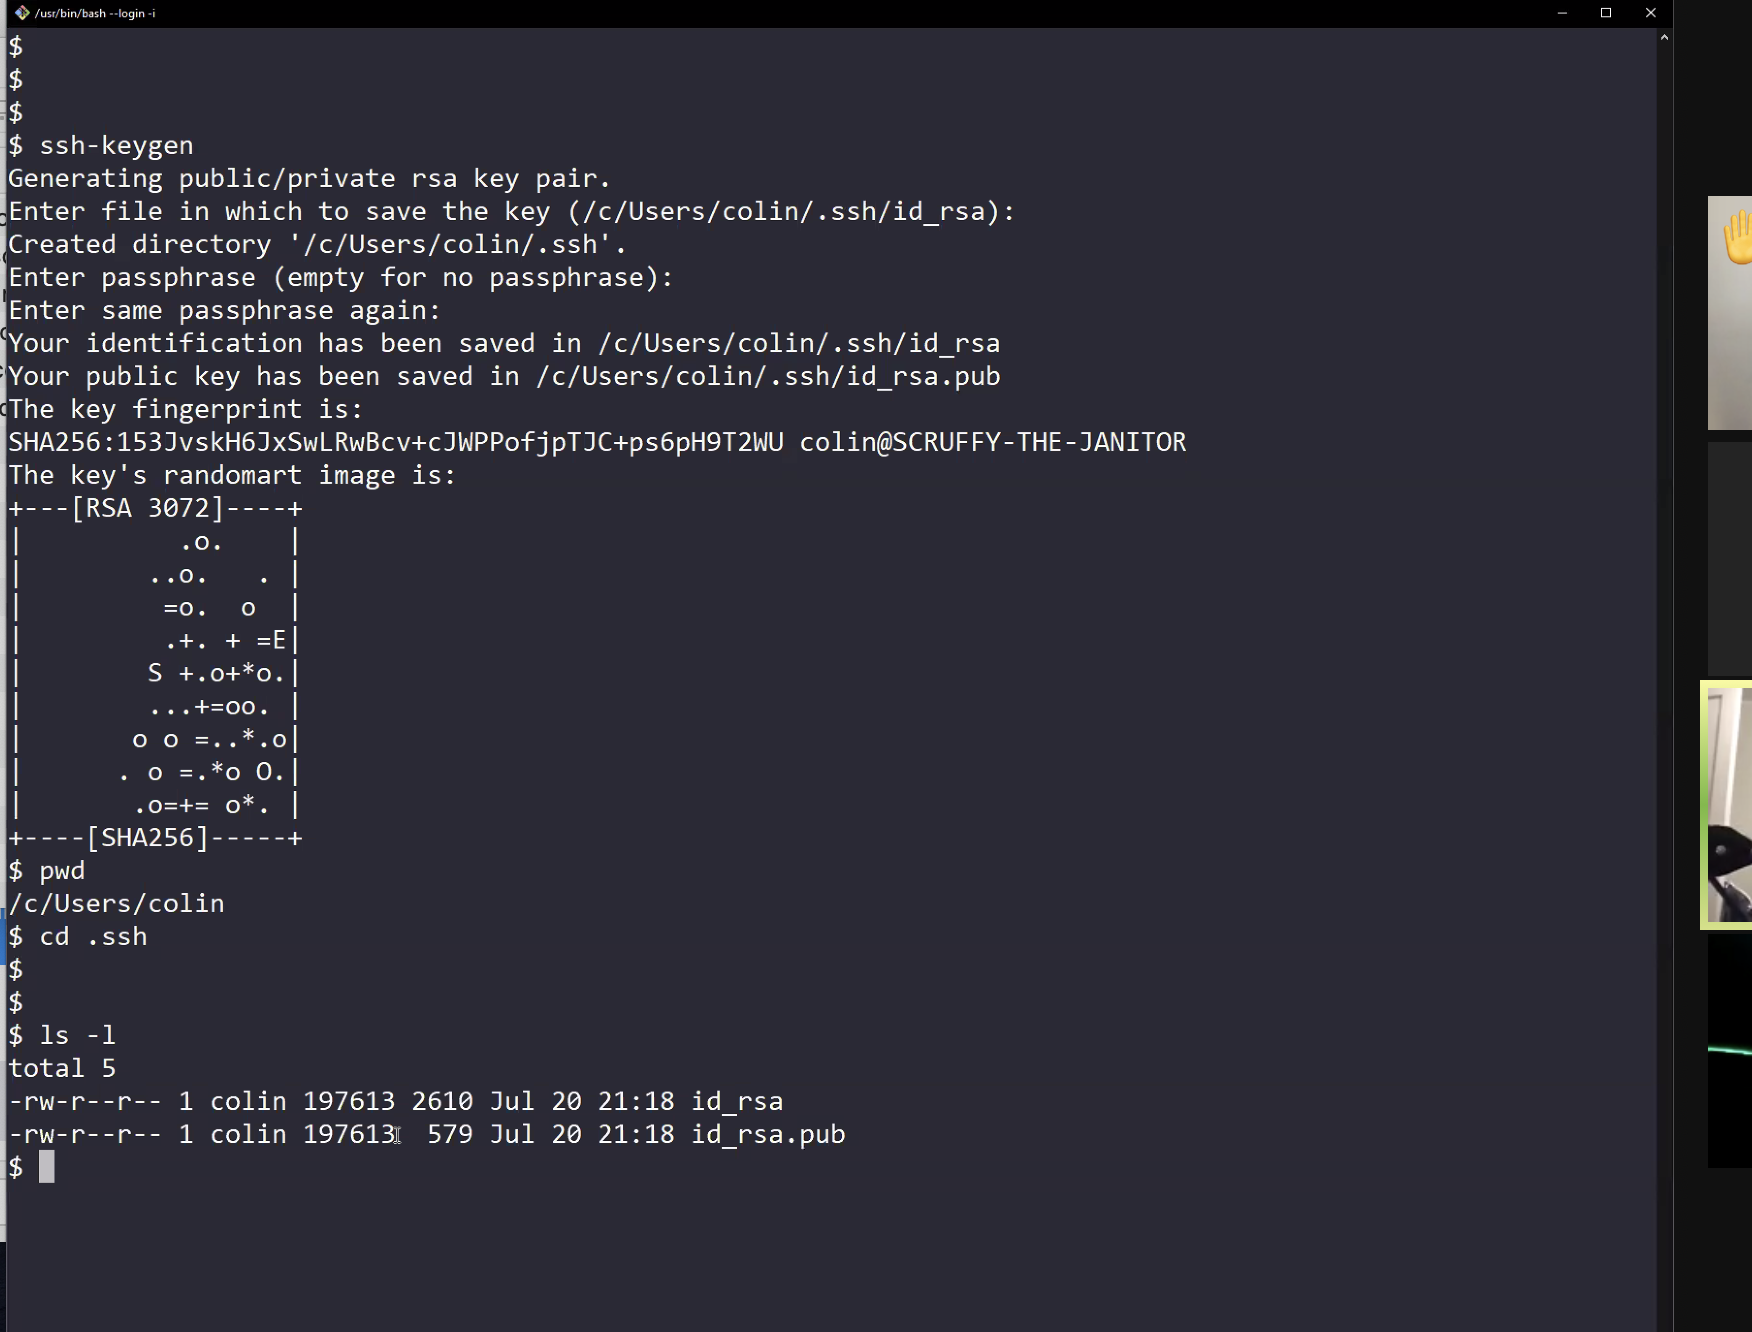 /usr/bin/bash --login -i
$
$
$
$ ssh-keygen
Generating public/private rsa key pair.
Enter file in which to save the key (/c/Users/colin/.ssh/id_rsa):
Created directory '/c/Users/colin/.ssh'.
Enter passphrase (empty for no passphrase):
Enter same passphrase again:
Your identification has been saved in /c/Users/colin/.ssh/id_rsa
Your public key has been saved in /c/Users/colin/.ssh/id_rsa.pub
The key fingerprint is:
SHA256:153JvskH6JxSwLRwBcv+cJWPPofjpTJC+ps6pH9T2WU colin@SCRUFFY-THE-JANITOR
The key's randomart image is:
+---[RSA 3072]----+
|          .o.    |
|        ..o.   . |
|         =o.  o  |
|         .+. + =E|
|        S +.o+*o.|
|        ...+=oo. |
|       o o =..*.o|
|      . o =.*o O.|
|       .o=+= o*. |
+----[SHA256]-----+
$ pwd
/c/Users/colin
$ cd .ssh
$
$
$ ls -l
total 5
-rw-r--r-- 1 colin 197613 2610 Jul 20 21:18 id_rsa
-rw-r--r-- 1 colin 197613  579 Jul 20 21:18 id_rsa.pub
$